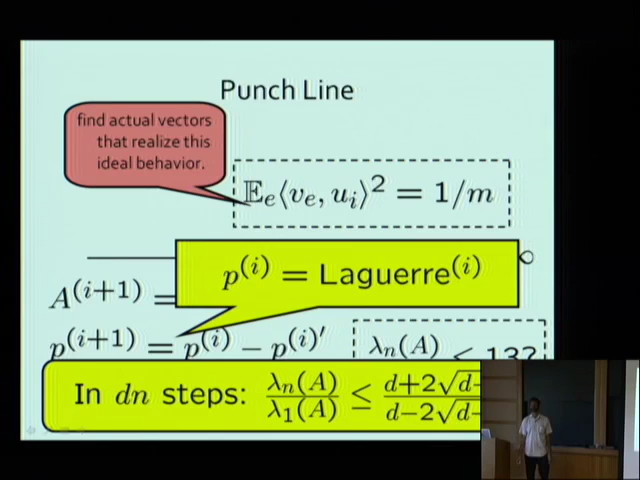 Punch Line
find actual vectors
that realize this
ideal behavior.
𝔼ₑ⟨vₑ, uᵢ⟩² = 1/m
p⁽ⁱ⁾ = Laguerre⁽ⁱ⁾
∞
A⁽ⁱ⁺¹⁾ =
p⁽ⁱ⁺¹⁾ = p⁽ⁱ⁾ − p⁽ⁱ⁾′
λₙ(A) ≤ 13?
In dn steps: λₙ(A)/λ₁(A) ≤ d+2√d-/d−2√d-